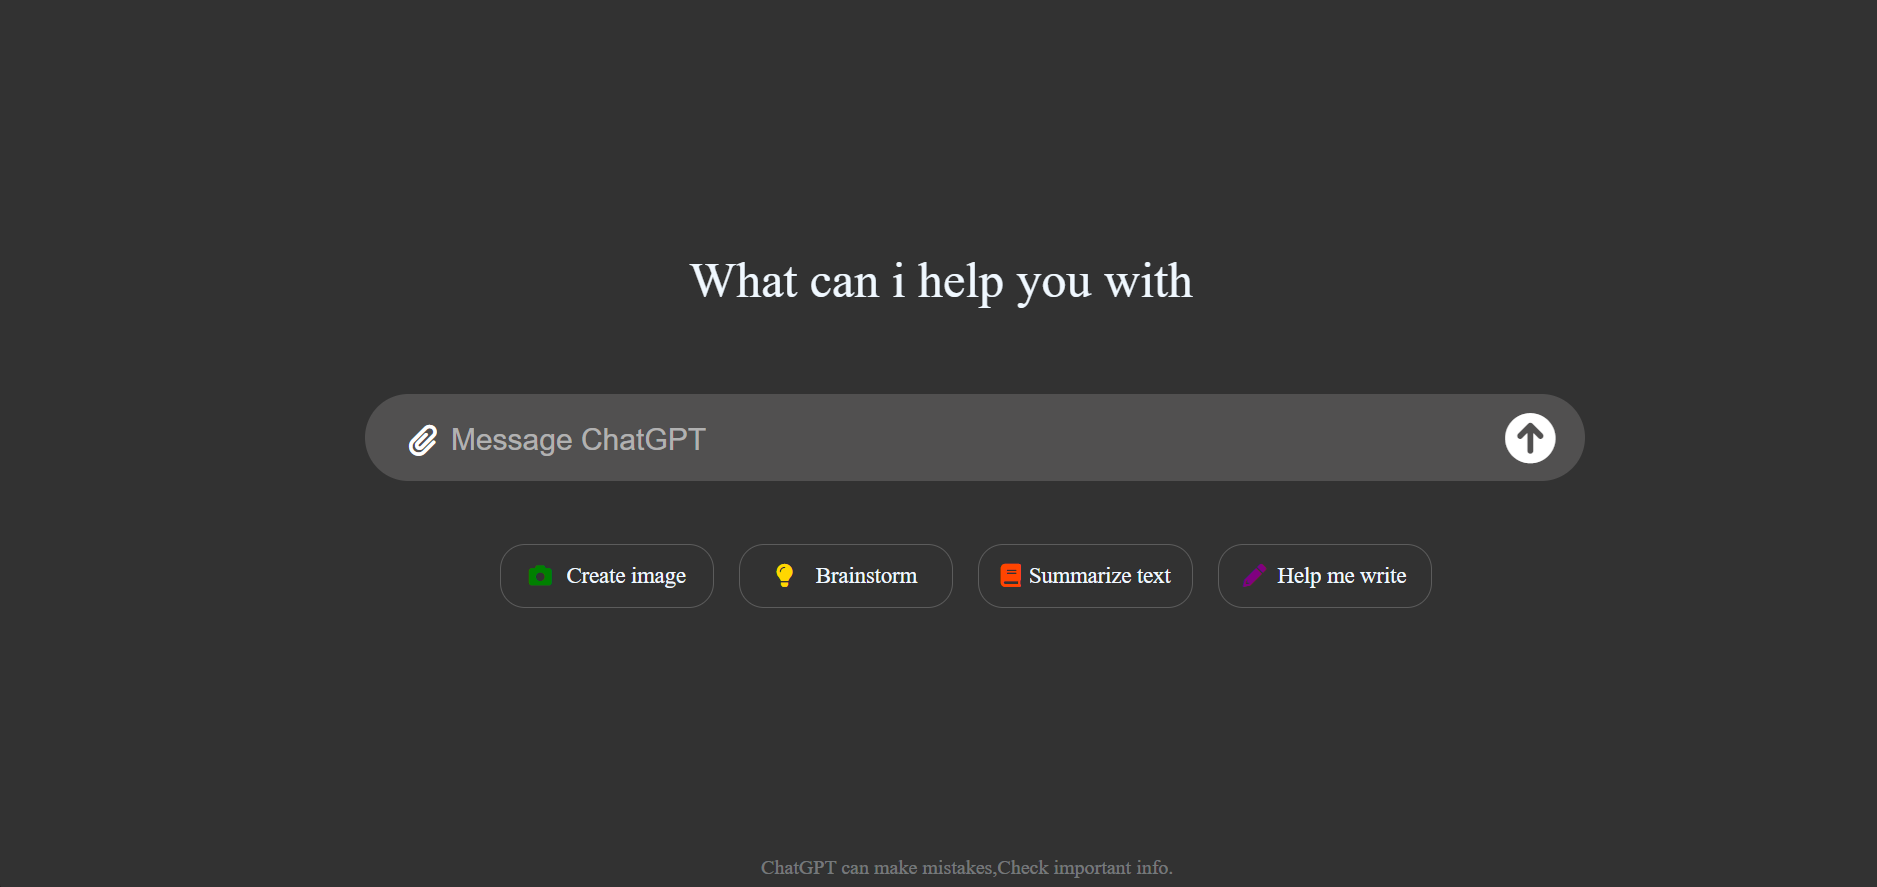 What can i help you with
Message ChatGPT
Create image
Brainstorm
Summarize text
Help me write
ChatGPT can make mistakes,Check important info.